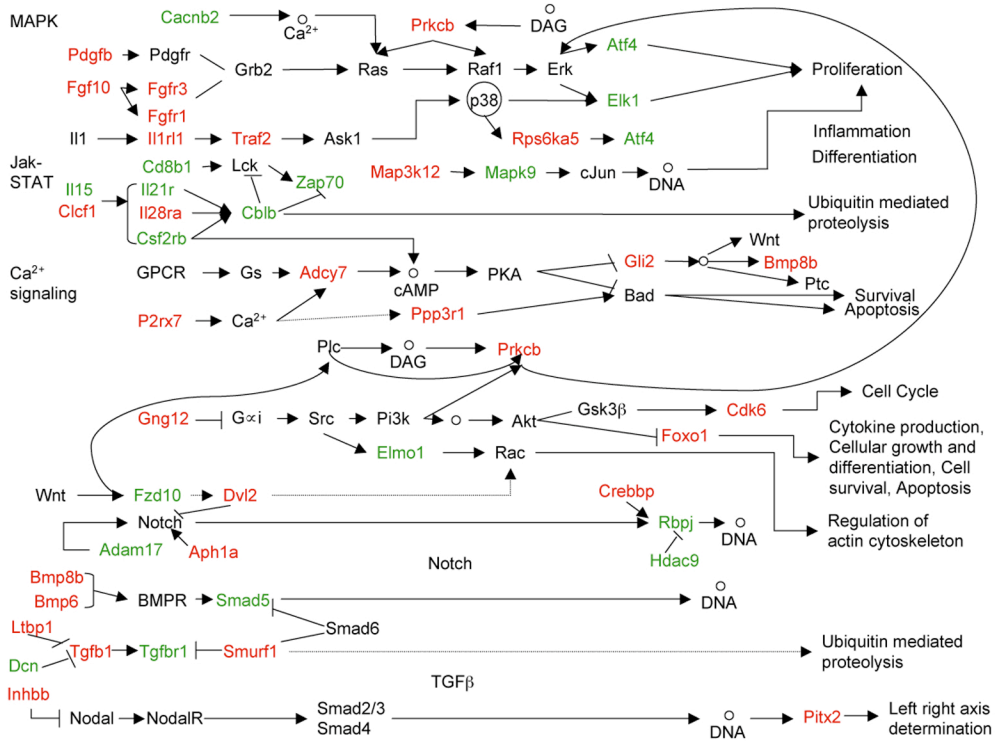 MAPK
Cacnb2
Ca2+
Prkcb
DAG
Pdgfb
Pdgfr
Grb2
Ras
Raf1
Erk
Atf4
Proliferation
Fgf10
Fgfr3
Fgfr1
p38
Elk1
Il1
Il1rl1
Traf2
Ask1
Rps6ka5
Atf4
Inflammation
Differentiation
Jak-
STAT
Cd8b1
Lck
Zap70
Map3k12
Mapk9
cJun
DNA
Il15
Clcf1
Il21r
Il28ra
Csf2rb
Cblb
Ubiquitin mediated
proteolysis
Ca2+
signaling
GPCR
Gs
Adcy7
cAMP
PKA
Gli2
Wnt
Bmp8b
Ptc
Bad
Survival
Apoptosis
P2rx7
Ca2+
Ppp3r1
Plc
DAG
Prkcb
Gng12
G∝i
Src
Pi3k
Akt
Gsk3β
Cdk6
Cell Cycle
Foxo1
Cytokine production,
Cellular growth and
differentiation, Cell
survival, Apoptosis
Elmo1
Rac
Wnt
Fzd10
Dvl2
Crebbp
Notch
Rbpj
DNA
Regulation of
actin cytoskeleton
Adam17
Aph1a
Hdac9
Notch
Bmp8b
Bmp6
BMPR
Smad5
DNA
Smad6
Ltbp1
Dcn
Tgfb1
Tgfbr1
Smurf1
Ubiquitin mediated
proteolysis
TGFβ
Inhbb
Nodal
NodalR
Smad2/3
Smad4
DNA
Pitx2
Left right axis
determination